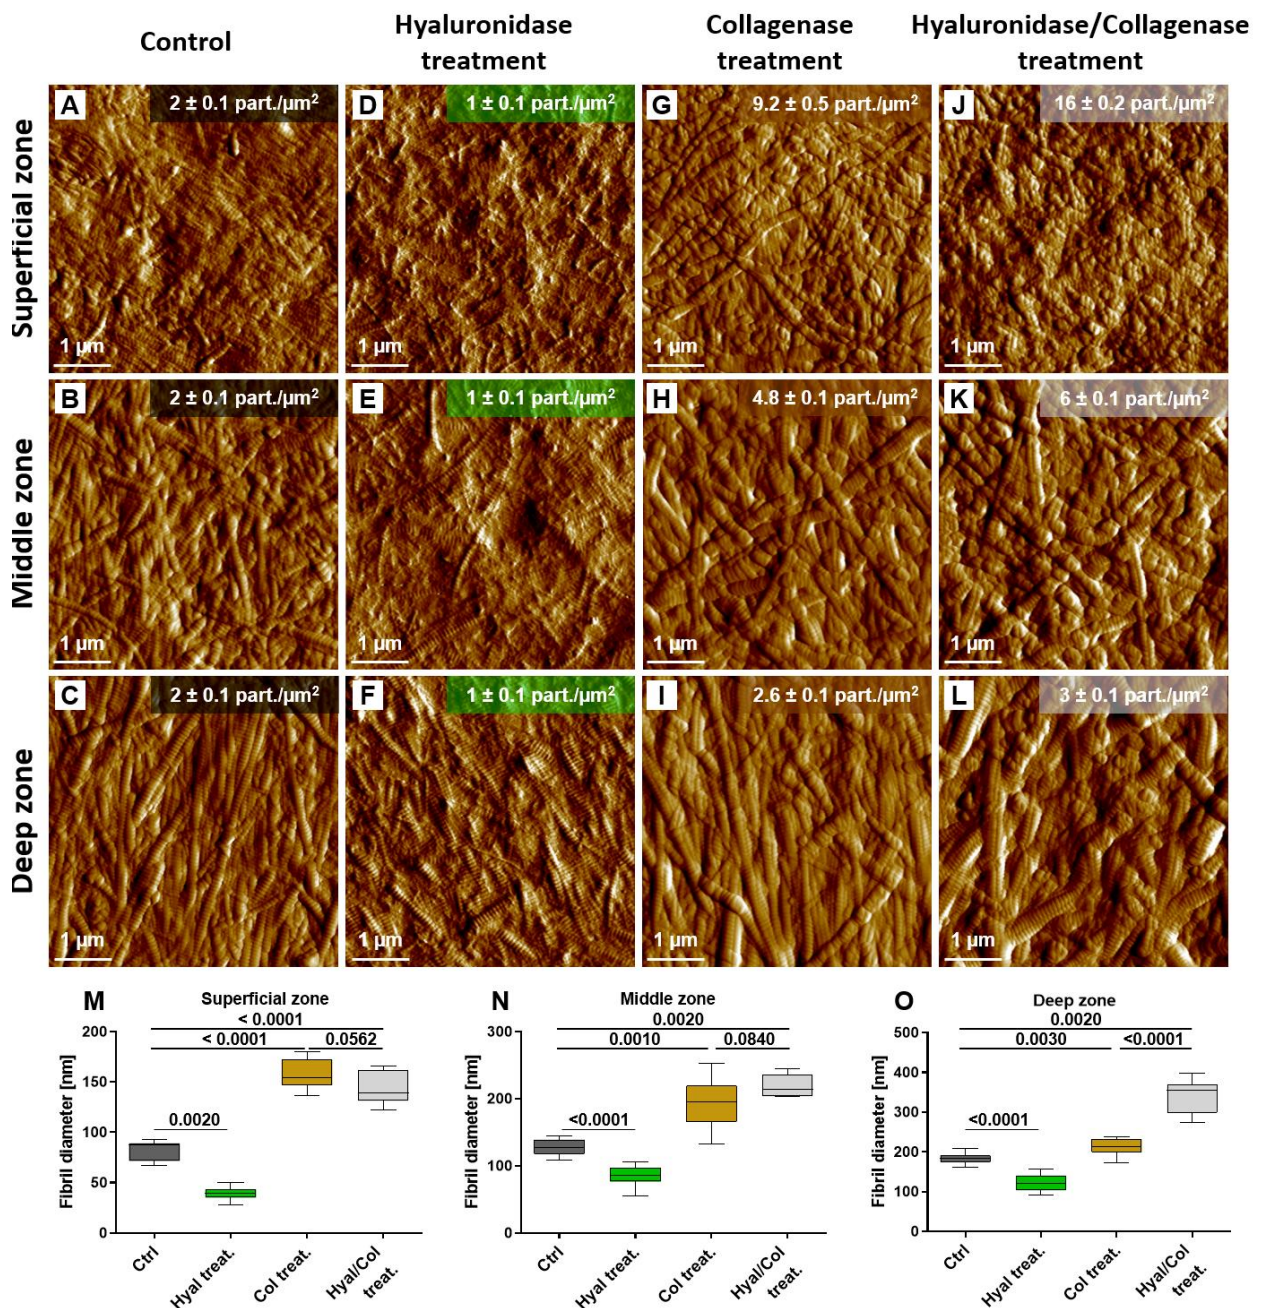 Control
Hyaluronidase
treatment
Collagenase
treatment
Hyaluronidase/Collagenase
treatment
Superficial zone
A
2 ± 0.1 part./µm²
1 µm
D
1 ± 0.1 part./µm²
1 µm
G
9.2 ± 0.5 part./µm²
1 µm
J
16 ± 0.2 part./µm²
1 µm
Middle zone
B
2 ± 0.1 part./µm²
1 µm
E
1 ± 0.1 part./µm²
1 µm
H
4.8 ± 0.1 part./µm²
1 µm
K
6 ± 0.1 part./µm²
1 µm
Deep zone
C
2 ± 0.1 part./µm²
1 µm
F
1 ± 0.1 part./µm²
1 µm
I
2.6 ± 0.1 part./µm²
1 µm
L
3 ± 0.1 part./µm²
1 µm
M
Superficial zone
< 0.0001
< 0.0001
0.0562
0.0020
Fibril diameter [nm]
200
150
100
50
0
Ctrl
Hyal treat.
Col treat.
Hyal/Col
treat.
N
Middle zone
0.0020
0.0010
0.0840
<0.0001
Fibril diameter [nm]
300
200
100
0
Ctrl
Hyal treat.
Col treat.
Hyal/Col
treat.
O
Deep zone
0.0020
0.0030
<0.0001
<0.0001
Fibril diameter [nm]
500
400
300
200
100
0
Ctrl
Hyal treat.
Col treat.
Hyal/Col
treat.